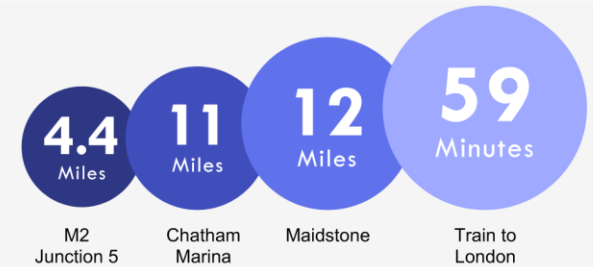 4.4
Miles
11
Miles
12
Miles
59
Minutes
M2
Junction 5
Chatham
Marina
Maidstone
Train to
London